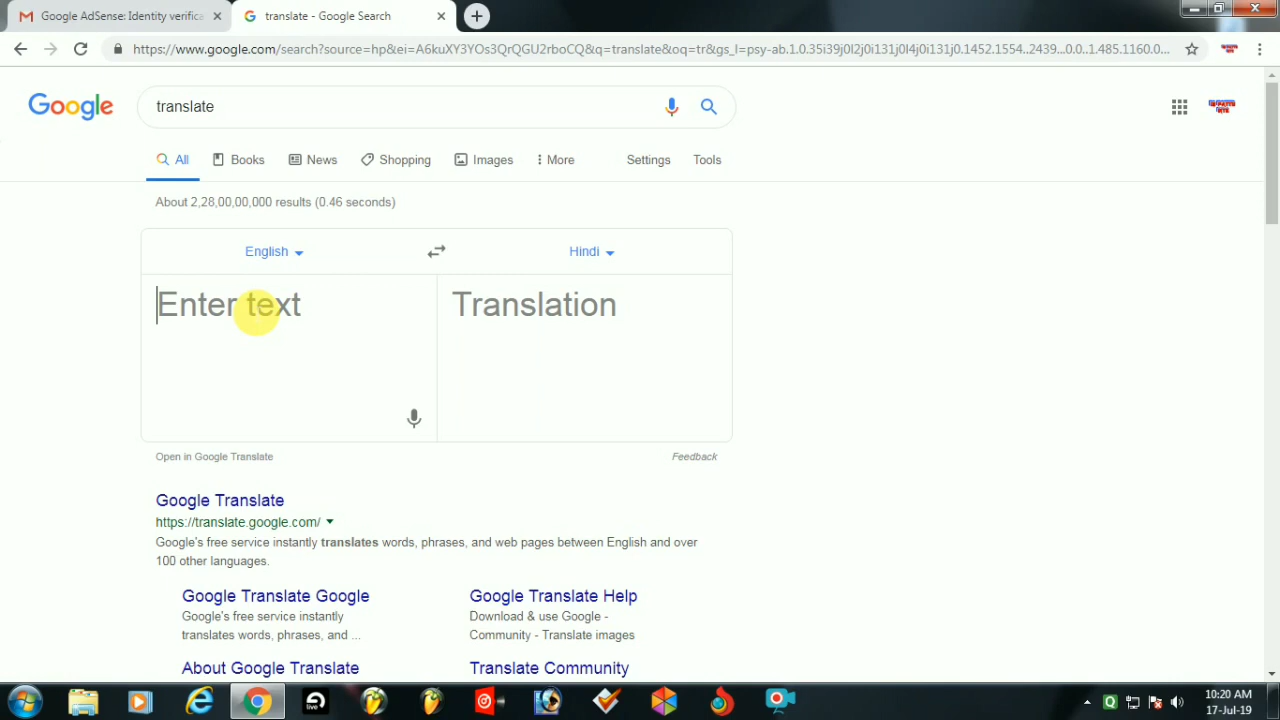 Google AdSense: Identity verifica
translate - Google Search
https://www.google.com/search?source=hp&ei=A6kuXY3YOs3QrQGU2rboCQ&q=translate&oq=tr&gs_l=psy-ab.1.0.35i39j0l2j0i131j0l4j0i131j0.1452.1554..2439...0.0..1.485.1160.0...
Google
translate
All Books News Shopping Images More Settings Tools
About 2,28,00,00,000 results (0.46 seconds)
English Hindi
Enter text Translation
Open in Google Translate Feedback
Google Translate
https://translate.google.com/
Google's free service instantly translates words, phrases, and web pages between English and over
100 other languages.
Google Translate Google
Google's free service instantly
translates words, phrases, and ...
Google Translate Help
Download & use Google -
Community - Translate images
About Google Translate
Translate Community
live
10:20 AM
17-Jul-19